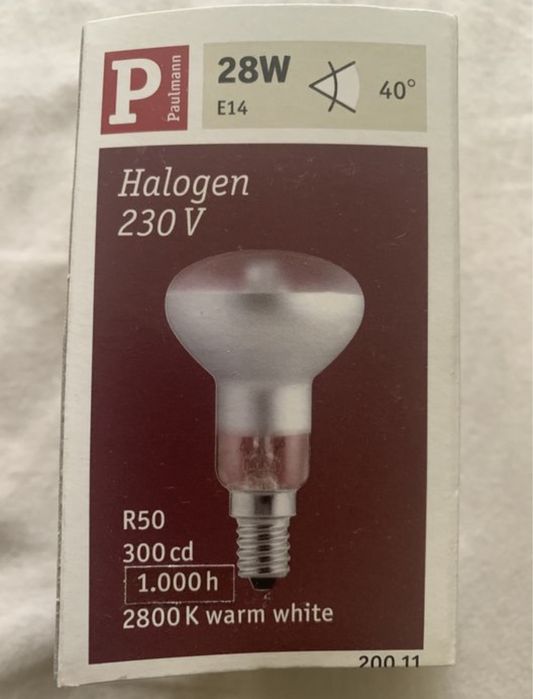 P
Paulmann
28W
E14
40°
Halogen
230 V
R50
300 cd
1.000 h
2800 K warm white
200.11